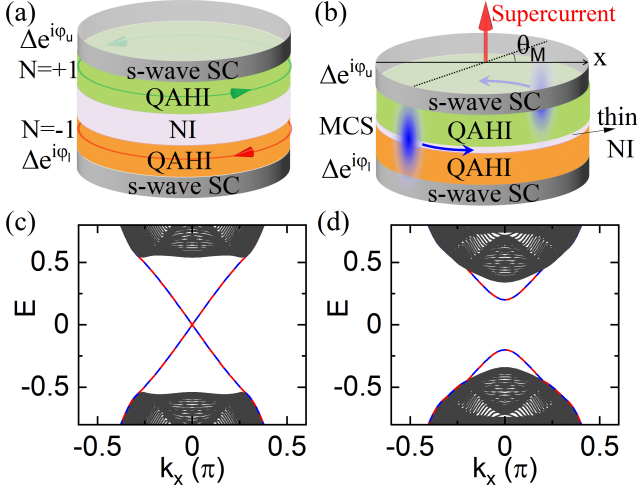 (a)
Δe^{iφ_u}
N=+1
s-wave SC
QAHI
NI
N=-1
QAHI
Δe^{iφ_l}
s-wave SC
(b)
Supercurrent
θ_M
x
Δe^{iφ_u}
s-wave SC
MCS
QAHI
thin
NI
Δe^{iφ_l}
QAHI
s-wave SC
(c)
E
0.5
0
-0.5
-0.5 0 0.5
k_x (π)
(d)
E
0.5
0
-0.5
-0.5 0 0.5
k_x (π)